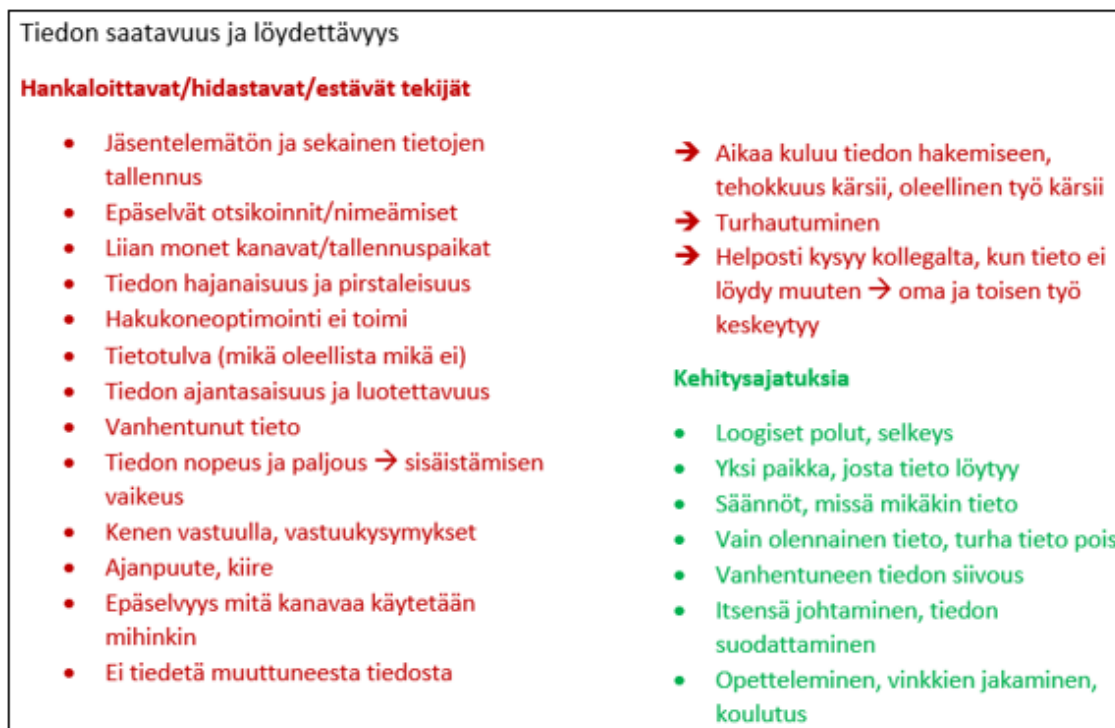 Tiedon saatavuus ja löydettävyys
Hankaloittavat/hidastavat/estävät tekijät
• Jäsentelemätön ja sekainen tietojen
tallennus
• Epäselvät otsikoinnit/nimeämiset
• Liian monet kanavat/tallennuspaikat
• Tiedon hajanaisuus ja pirstaleisuus
• Hakukoneoptimointi ei toimi
• Tietotulva (mikä oleellista mikä ei)
• Tiedon ajantasaisuus ja luotettavuus
• Vanhentunut tieto
• Tiedon nopeus ja paljous → sisäistämisen
vaikeus
• Kenen vastuulla, vastuukysymykset
• Ajanpuute, kiire
• Epäselvyys mitä kanavaa käytetään
mihinkin
• Ei tiedetä muuttuneesta tiedosta
→ Aikaa kuluu tiedon hakemiseen,
tehokkuus kärsii, oleellinen työ kärsii
→ Turhautuminen
→ Helposti kysyy kollegalta, kun tieto ei
löydy muuten → oma ja toisen työ
keskeytyy
Kehitysajatuksia
• Loogiset polut, selkeys
• Yksi paikka, josta tieto löytyy
• Säännöt, missä mikäkin tieto
• Vain olennainen tieto, turha tieto pois
• Vanhentuneen tiedon siivous
• Itsensä johtaminen, tiedon
suodattaminen
• Opetteleminen, vinkkien jakaminen,
koulutus